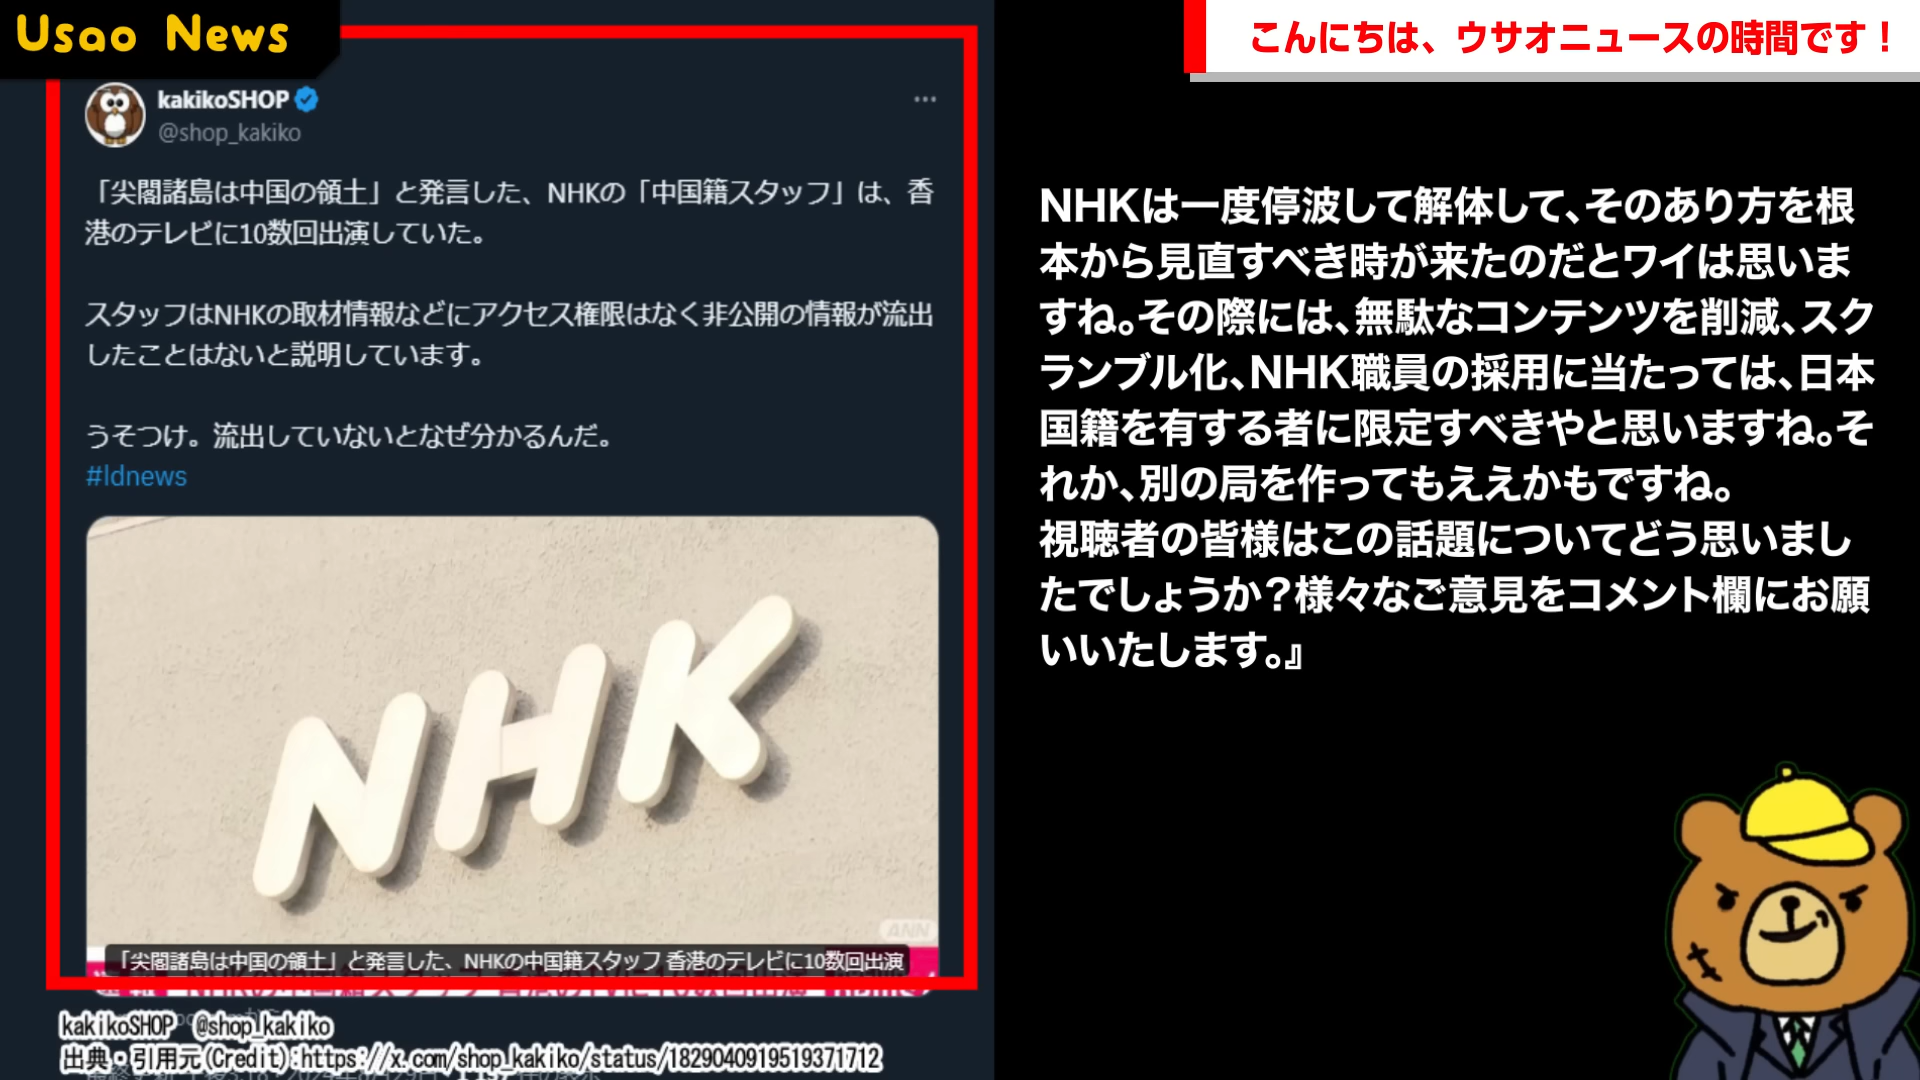 Usao News
こんにちは、ウサオニュースの時間です！
kakikoSHOP
@shop_kakiko
「尖閣諸島は中国の領土」と発言した、NHKの「中国籍スタッフ」は、香
港のテレビに10数回出演していた。
スタッフはNHKの取材情報などにアクセス権限はなく非公開の情報が流出
したことはないと説明しています。
うそつけ。流出していないとなぜ分かるんだ。
#ldnews
NHK
ANN
「尖閣諸島は中国の領土」と発言した、NHKの中国籍スタッフ 香港のテレビに10数回出演
kakikoSHOP @shop_kakiko
出典・引用元(Credit):https://x.com/shop_kakiko/status/1829040919519371712
NHKは一度停波して解体して、そのあり方を根
本から見直すべき時が来たのだとワイは思いま
すね。その際には、無駄なコンテンツを削減、スク
ランブル化、NHK職員の採用に当たっては、日本
国籍を有する者に限定すべきやと思いますね。そ
れか、別の局を作ってもええかもですね。
視聴者の皆様はこの話題についてどう思いまし
たでしょうか？様々なご意見をコメント欄にお願
いいたします。』